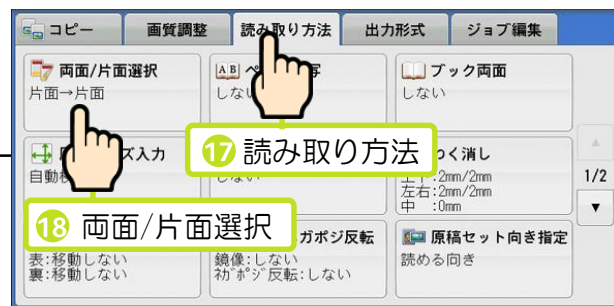 コピー 画質調整 読み取り方法 出力形式 ジョブ編集
両面/片面選択 ブック両面
片面→片面 しない
⑰ 読み取り方法
入力 く消し
自動 しない 上下:2mm/2mm
左右:2mm/2mm
中 :0mm
1/2
⑱ 両面/片面選択
ガポジ反転 原稿セット向き指定
表:移動しない 鏡像:しない 読める向き
裏:移動しない ネガポジ反転:しない